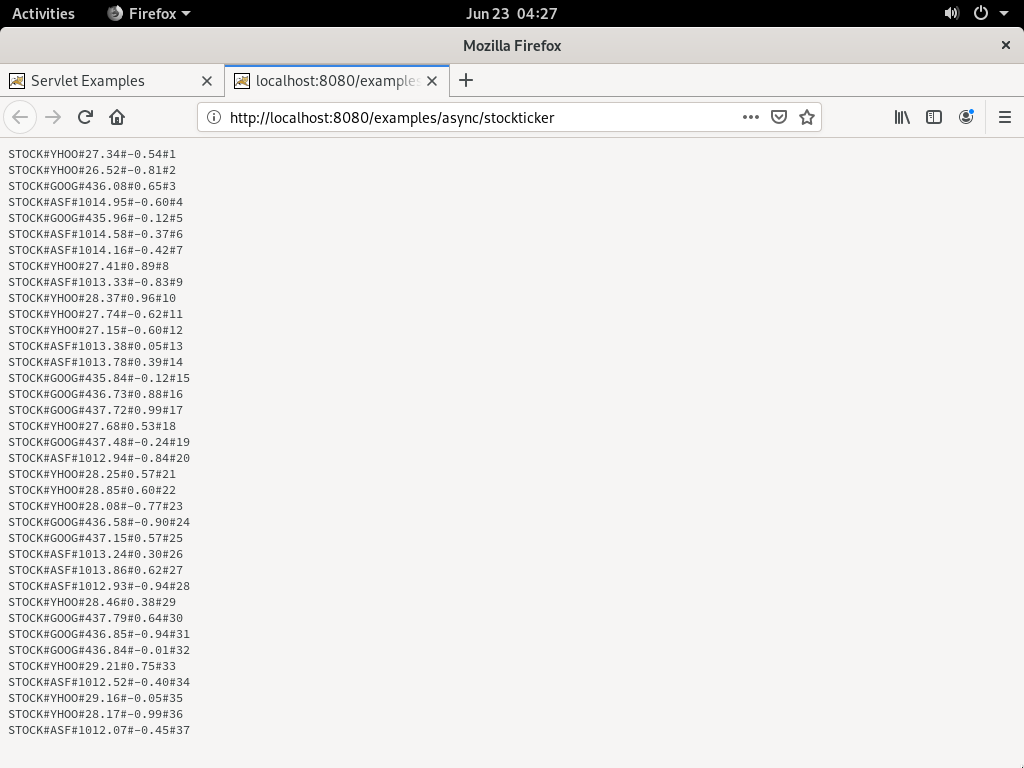 Activities
Firefox
Jun 23 04:27
Mozilla Firefox
Servlet Examples
localhost:8080/examples
http://localhost:8080/examples/async/stockticker
STOCK#YHOO#27.34#-0.54#1
STOCK#YHOO#26.52#-0.81#2
STOCK#GOOG#436.08#0.65#3
STOCK#ASF#1014.95#-0.60#4
STOCK#GOOG#435.96#-0.12#5
STOCK#ASF#1014.58#-0.37#6
STOCK#ASF#1014.16#-0.42#7
STOCK#YHOO#27.41#0.89#8
STOCK#ASF#1013.33#-0.83#9
STOCK#YHOO#28.37#0.96#10
STOCK#YHOO#27.74#-0.62#11
STOCK#YHOO#27.15#-0.60#12
STOCK#ASF#1013.38#0.05#13
STOCK#ASF#1013.78#0.39#14
STOCK#GOOG#435.84#-0.12#15
STOCK#GOOG#436.73#0.88#16
STOCK#GOOG#437.72#0.99#17
STOCK#YHOO#27.68#0.53#18
STOCK#GOOG#437.48#-0.24#19
STOCK#ASF#1012.94#-0.84#20
STOCK#YHOO#28.25#0.57#21
STOCK#YHOO#28.85#0.60#22
STOCK#YHOO#28.08#-0.77#23
STOCK#GOOG#436.58#-0.90#24
STOCK#GOOG#437.15#0.57#25
STOCK#ASF#1013.24#0.30#26
STOCK#ASF#1013.86#0.62#27
STOCK#ASF#1012.93#-0.94#28
STOCK#YHOO#28.46#0.38#29
STOCK#GOOG#437.79#0.64#30
STOCK#GOOG#436.85#-0.94#31
STOCK#GOOG#436.84#-0.01#32
STOCK#YHOO#29.21#0.75#33
STOCK#ASF#1012.52#-0.40#34
STOCK#YHOO#29.16#-0.05#35
STOCK#YHOO#28.17#-0.99#36
STOCK#ASF#1012.07#-0.45#37